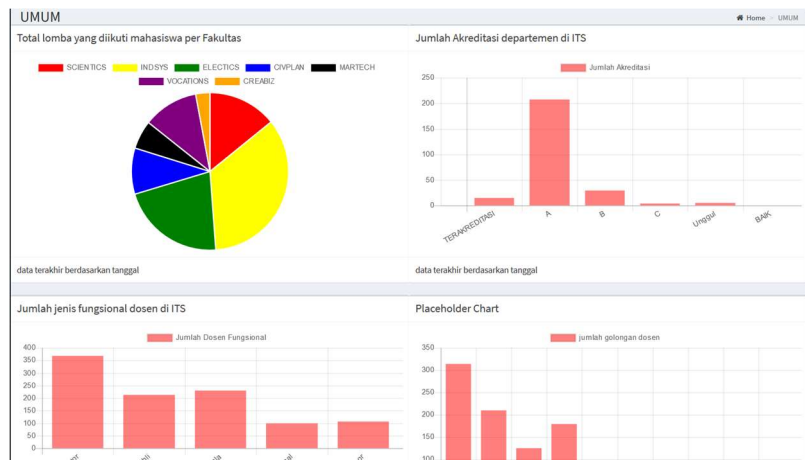 UMUM
Home > UMUM
Total lomba yang diikuti mahasiswa per Fakultas
SCIENTICS INDSYS ELECTICS CIVPLAN MARTECH
VOCATIONS CREABIZ
data terakhir berdasarkan tanggal
Jumlah Akreditasi departemen di ITS
Jumlah Akreditasi
250
200
150
100
50
0
TERAKREDITASI A B C Unggul BAIK
data terakhir berdasarkan tanggal
Jumlah jenis fungsional dosen di ITS
Jumlah Dosen Fungsional
400
350
300
250
200
150
100
50
0
Placeholder Chart
jumlah golongan dosen
350
300
250
200
150
100